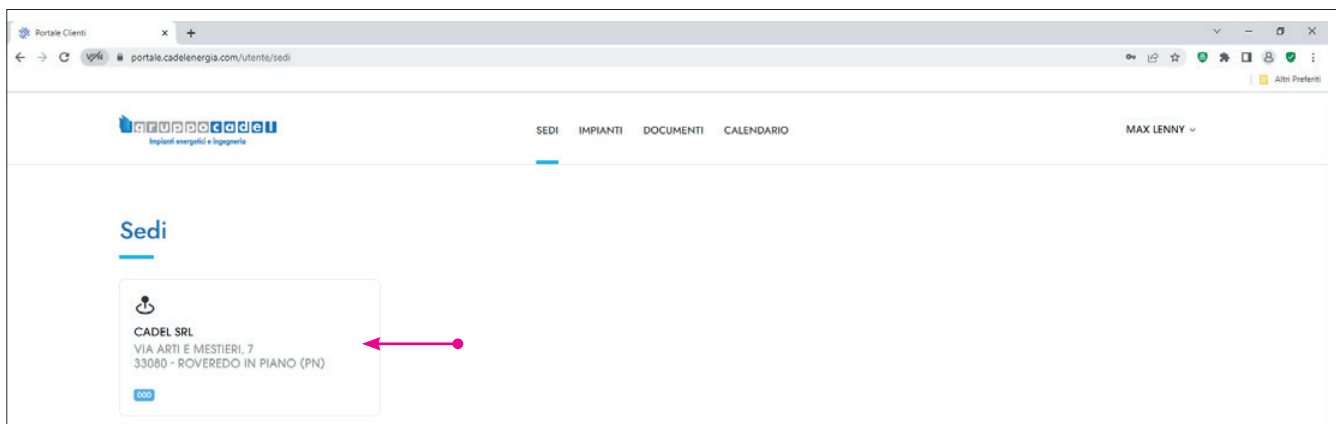 Portale Clienti
VPN portale.cadelenergia.com/utente/sedi
Altri Preferiti
gruppocadel
Impianti energetici e ingegneria
SEDI IMPIANTI DOCUMENTI CALENDARIO MAX LENNY
Sedi
CADEL SRL
VIA ARTI E MESTIERI, 7
33080 - ROVEREDO IN PIANO (PN)
000